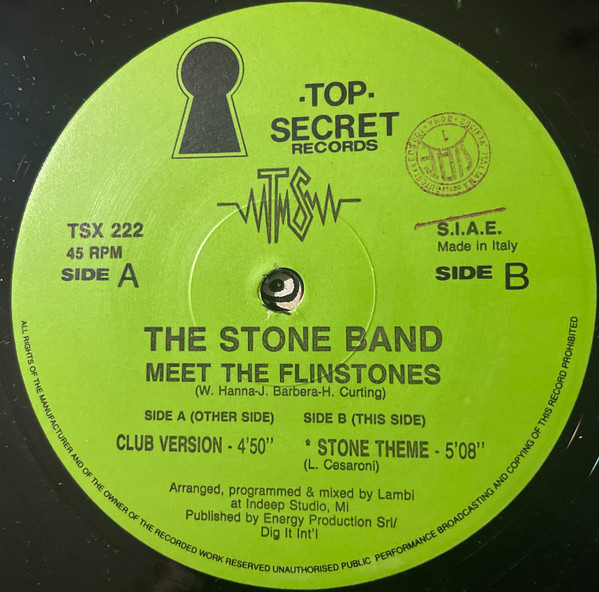 ·TOP·
SECRET
RECORDS
TMS
TSX 222
45 RPM
SIDE A
S.I.A.E.
Made in Italy
SIDE B
THE STONE BAND
MEET THE FLINSTONES
(W. Hanna-J. Barbera-H. Curting)
SIDE A (OTHER SIDE)
CLUB VERSION - 4'50"
SIDE B (THIS SIDE)
* STONE THEME - 5'08"
(L. Cesaroni)
Arranged, programmed & mixed by Lambi
at Indeep Studio, Mi
Published by Energy Production Srl/
Dig It Int'l
ALL RIGHTS OF THE MANUFACTURER AND OF THE OWNER OF THE RECORDED WORK RESERVED UNAUTHORISED PUBLIC PERFORMANCE BROADCASTING AND COPYING OF THIS RECORD PROHIBITED